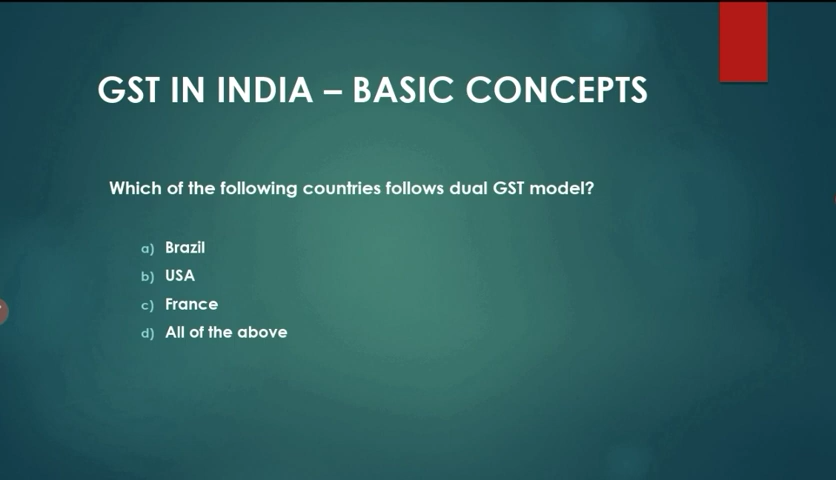 GST IN INDIA – BASIC CONCEPTS
Which of the following countries follows dual GST model?
a) Brazil
b) USA
c) France
d) All of the above